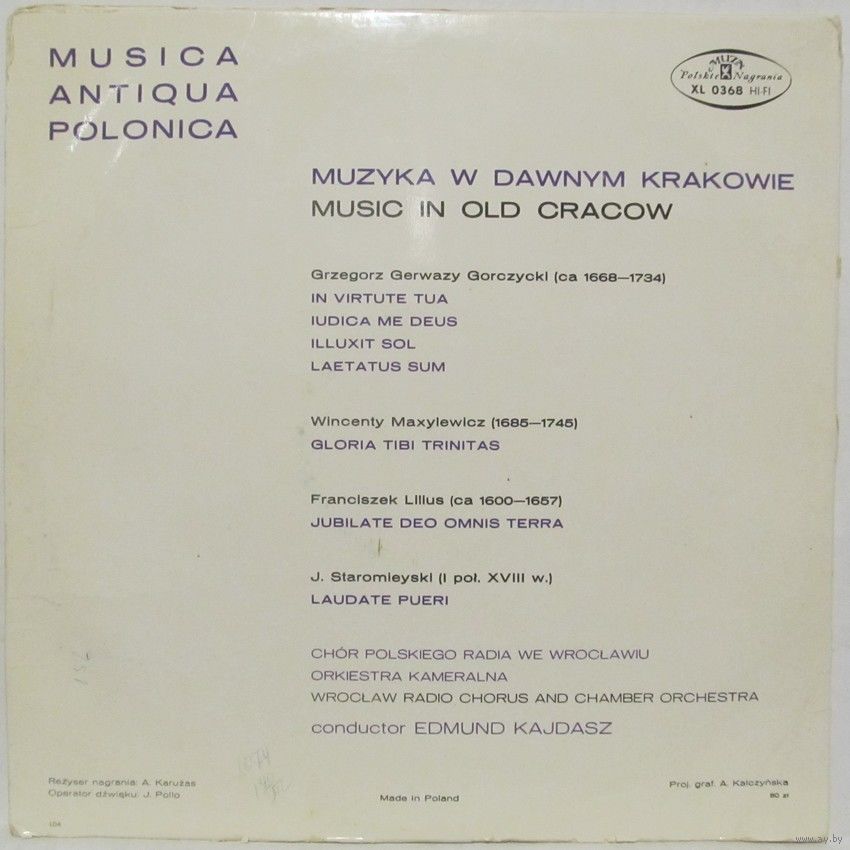 MUSICA
ANTIQUA
POLONICA
MUZA
Polskie Nagrania
XL 0368 HI-FI
MUZYKA W DAWNYM KRAKOWIE
MUSIC IN OLD CRACOW
Grzegorz Gerwazy Gorczycki (ca 1668—1734)
IN VIRTUTE TUA
IUDICA ME DEUS
ILLUXIT SOL
LAETATUS SUM
Wincenty Maxylewicz (1685—1745)
GLORIA TIBI TRINITAS
Franciszek Lilius (ca 1600—1657)
JUBILATE DEO OMNIS TERRA
J. Staromieyski (I poł. XVIII w.)
LAUDATE PUERI
CHÓR POLSKIEGO RADIA WE WROCŁAWIU
ORKIESTRA KAMERALNA
WROCŁAW RADIO CHORUS AND CHAMBER ORCHESTRA
conductor EDMUND KAJDASZ
Reżyser nagrania: A. Karużas
Operator dźwięku: J. Pollo
Made in Poland
Proj. graf. A. Kalczyńska
80 zł
LDA
www.ay.by